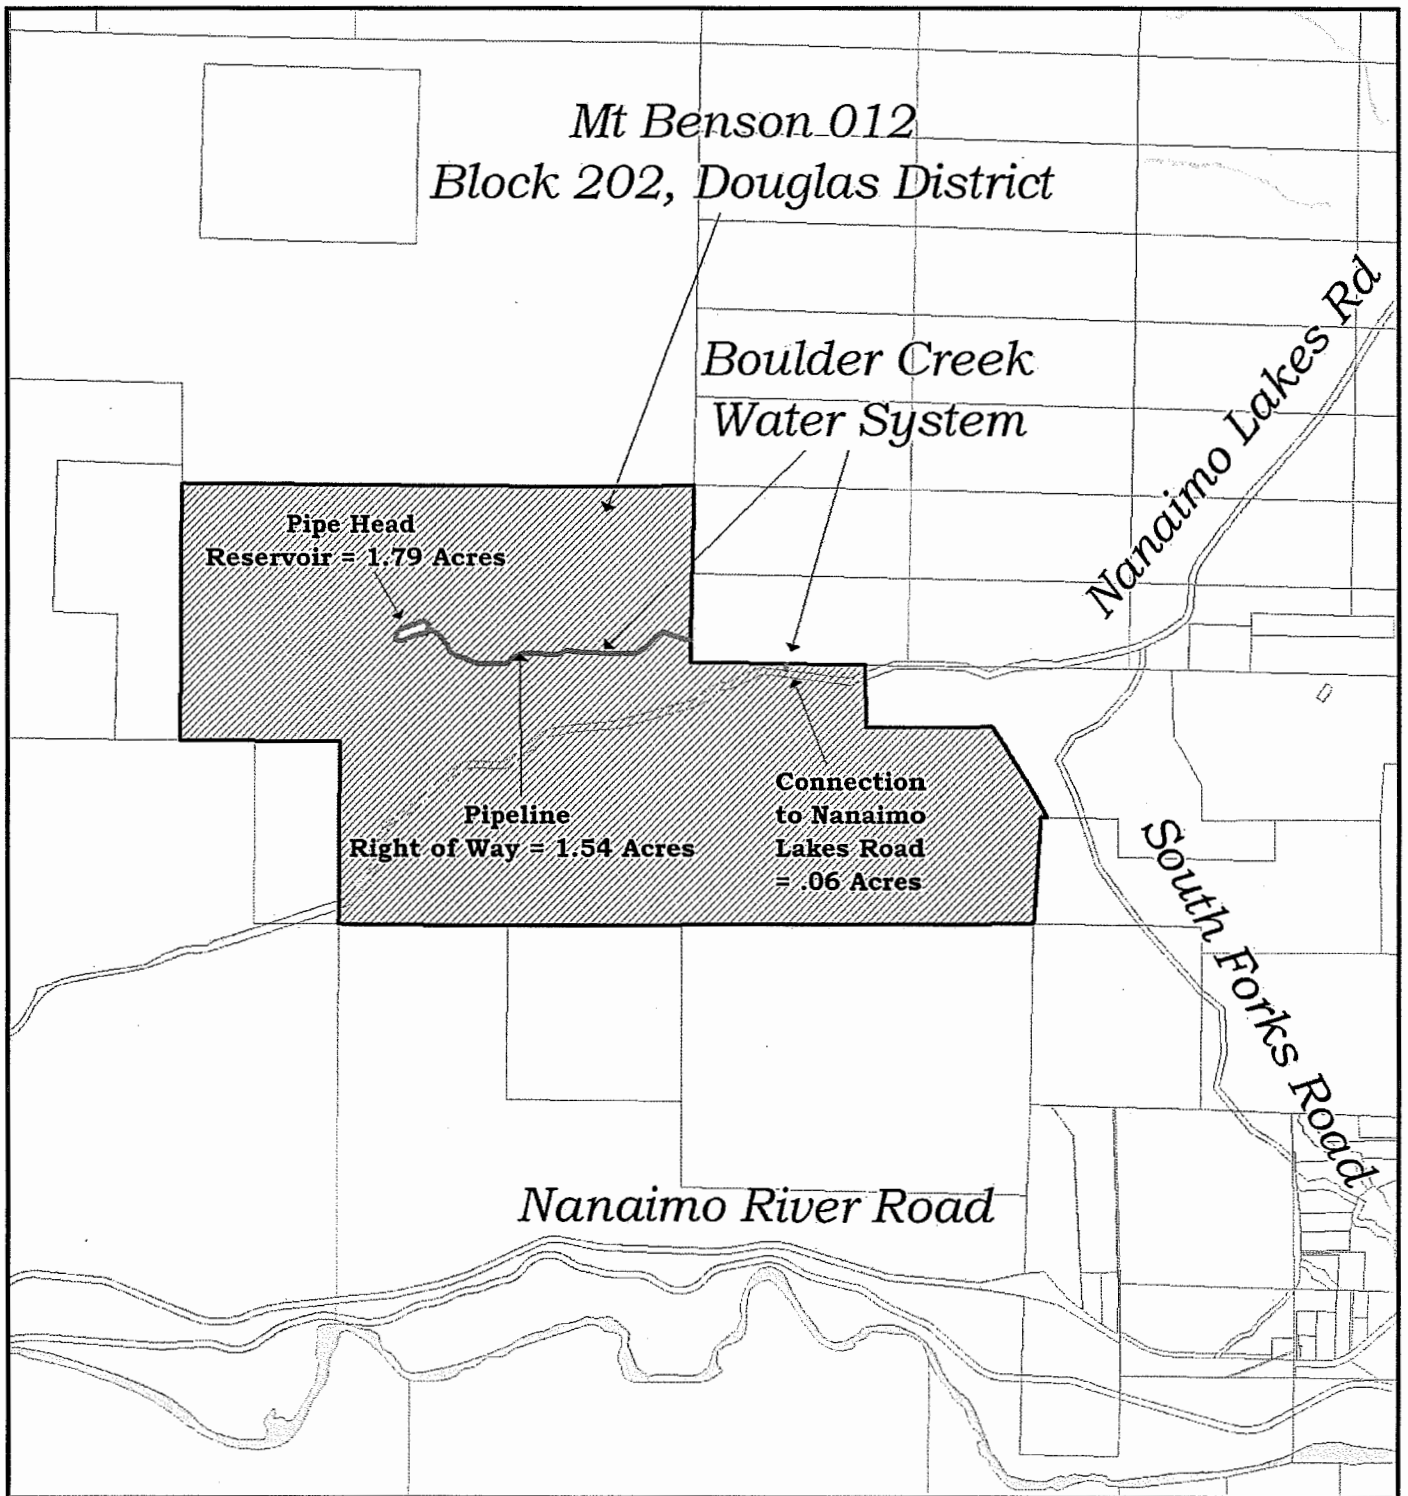 Mt Benson 012
Block 202, Douglas District
Boulder Creek
Water System
Nanaimo Lakes Rd
Pipe Head
Reservoir = 1.79 Acres
Pipeline
Right of Way = 1.54 Acres
Connection
to Nanaimo
Lakes Road
= .06 Acres
South Forks Road
Nanaimo River Road